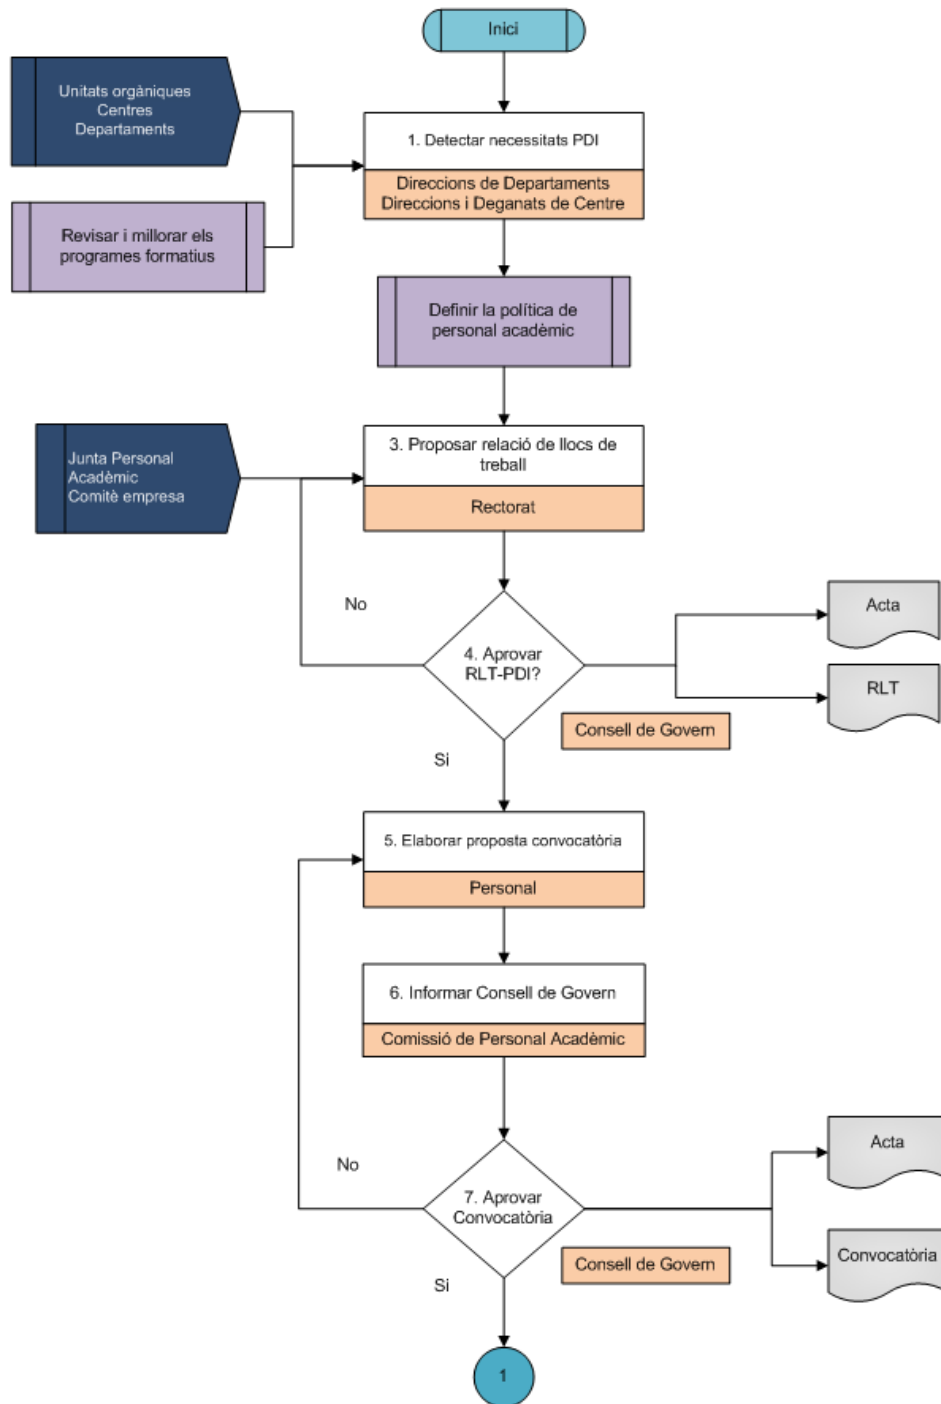 Inici
Unitats orgàniques
Centres
Departaments
1. Detectar necessitats PDI
Direccions de Departaments
Direccions i Deganats de Centre
Revisar i millorar els
programes formatius
Definir la política de
personal acadèmic
Junta Personal
Acadèmic
Comitè empresa
3. Proposar relació de llocs de
treball
Rectorat
No
Acta
4. Aprovar
RLT-PDI?
RLT
Consell de Govern
Si
5. Elaborar proposta convocatòria
Personal
6. Informar Consell de Govern
Comissió de Personal Acadèmic
No
Acta
7. Aprovar
Convocatòria
Convocatòria
Consell de Govern
Si
1